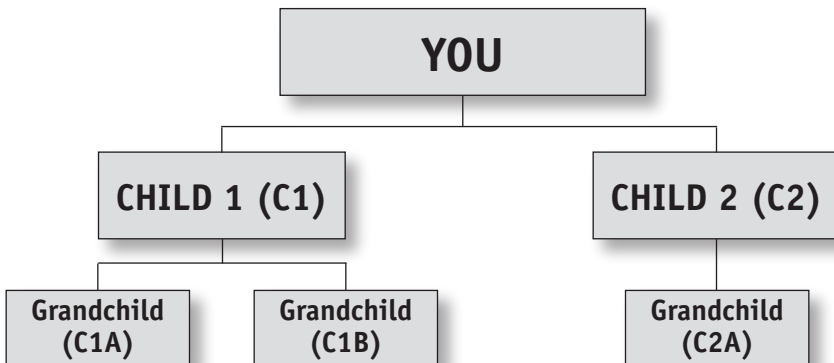 YOU
CHILD 1 (C1)
CHILD 2 (C2)
Grandchild
(C1A)
Grandchild
(C1B)
Grandchild
(C2A)